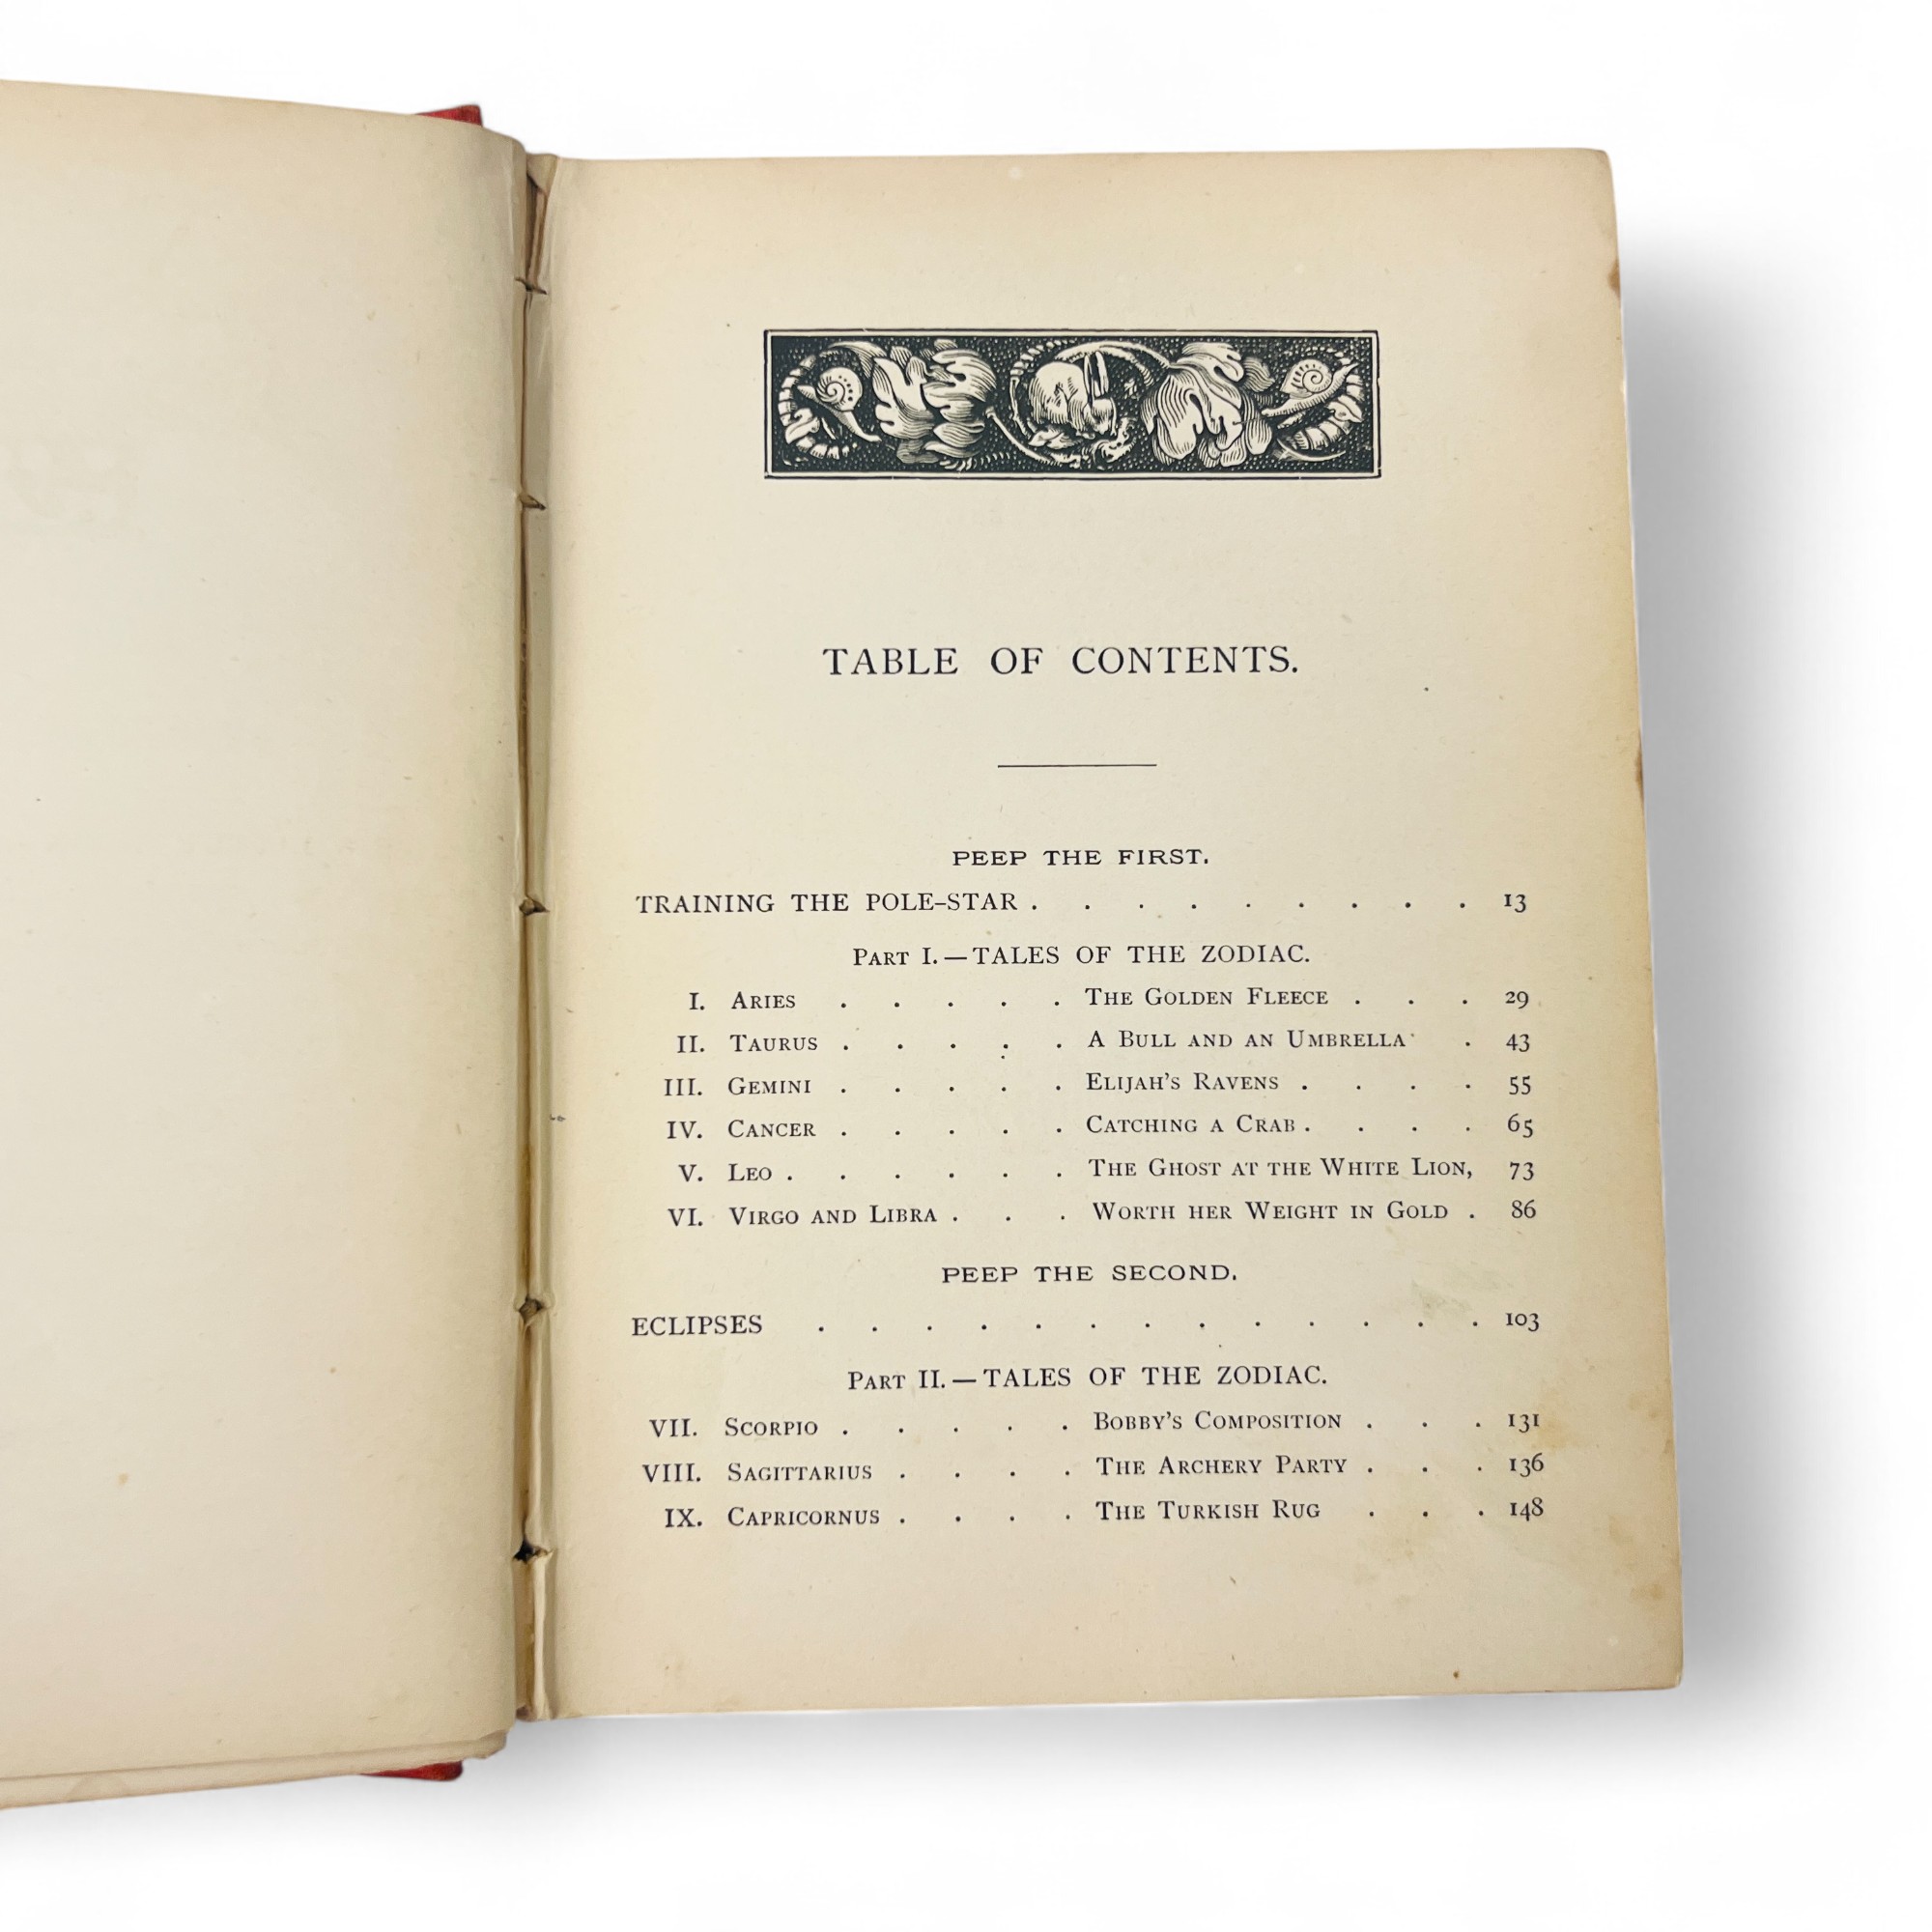 TABLE OF CONTENTS.
PEEP THE FIRST.
TRAINING THE POLE-STAR . . . . . . . . . 13
PART I.—TALES OF THE ZODIAC.
I. ARIES . . . . . THE GOLDEN FLEECE . . . 29
II. TAURUS . . . . . A BULL AND AN UMBRELLA . 43
III. GEMINI . . . . . ELIJAH'S RAVENS . . . . 55
IV. CANCER . . . . . CATCHING A CRAB . . . . 65
V. LEO . . . . . . THE GHOST AT THE WHITE LION, 73
VI. VIRGO AND LIBRA . . . WORTH HER WEIGHT IN GOLD . 86
PEEP THE SECOND.
ECLIPSES . . . . . . . . . . . . . 103
PART II.—TALES OF THE ZODIAC.
VII. SCORPIO . . . . . BOBBY'S COMPOSITION . . . 131
VIII. SAGITTARIUS . . . . THE ARCHERY PARTY . . . 136
IX. CAPRICORNUS . . . . THE TURKISH RUG . . . 148